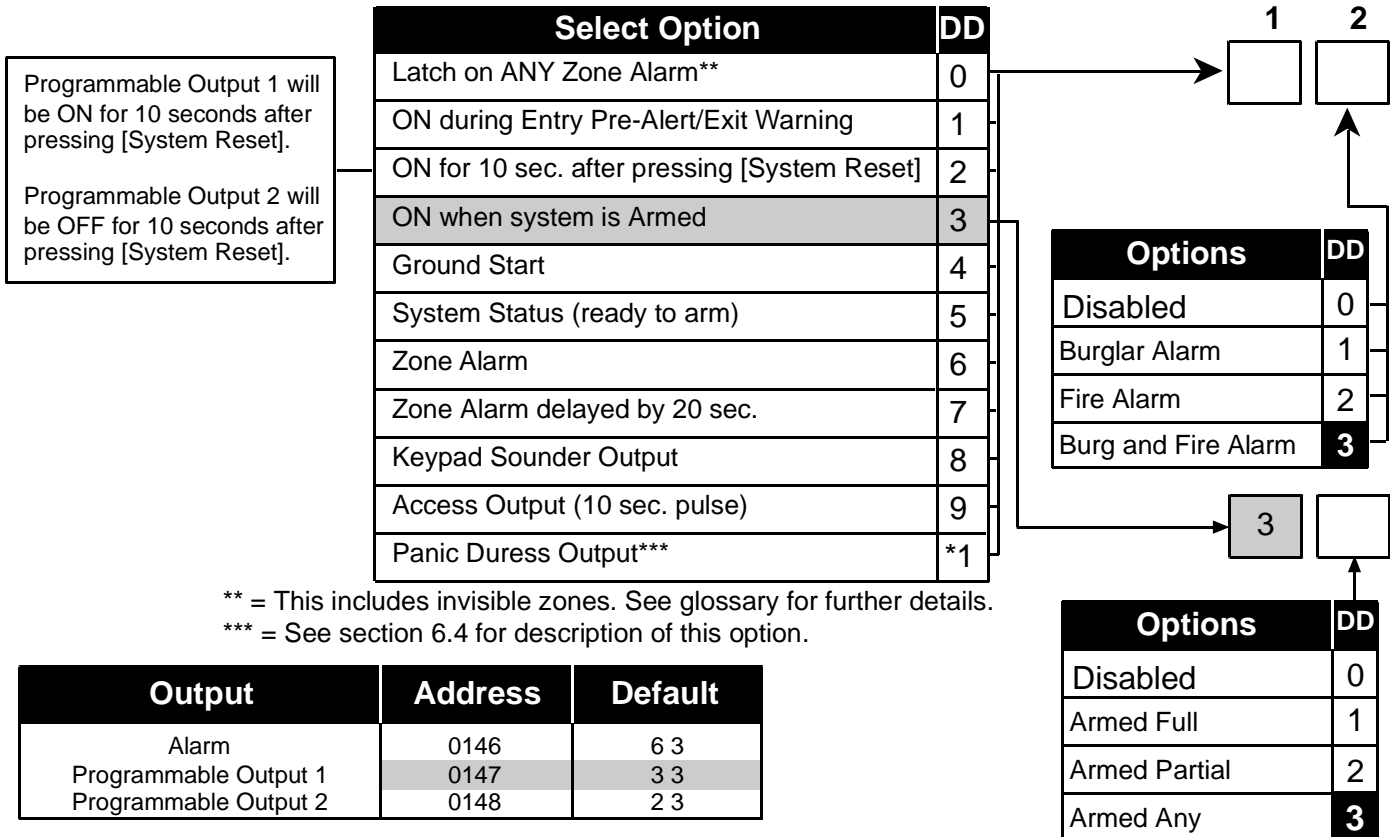 Programmable Output 1 will
be ON for 10 seconds after
pressing [System Reset].
Programmable Output 2 will
be OFF for 10 seconds after
pressing [System Reset].
Select Option DD
Latch on ANY Zone Alarm** 0
ON during Entry Pre-Alert/Exit Warning 1
ON for 10 sec. after pressing [System Reset] 2
ON when system is Armed 3
Ground Start 4
System Status (ready to arm) 5
Zone Alarm 6
Zone Alarm delayed by 20 sec. 7
Keypad Sounder Output 8
Access Output (10 sec. pulse) 9
Panic Duress Output*** *1
1 2
Options DD
Disabled 0
Burglar Alarm 1
Fire Alarm 2
Burg and Fire Alarm 3
3
** = This includes invisible zones. See glossary for further details.
*** = See section 6.4 for description of this option.
Output Address Default
Alarm 0146 6 3
Programmable Output 1 0147 3 3
Programmable Output 2 0148 2 3
Options DD
Disabled 0
Armed Full 1
Armed Partial 2
Armed Any 3